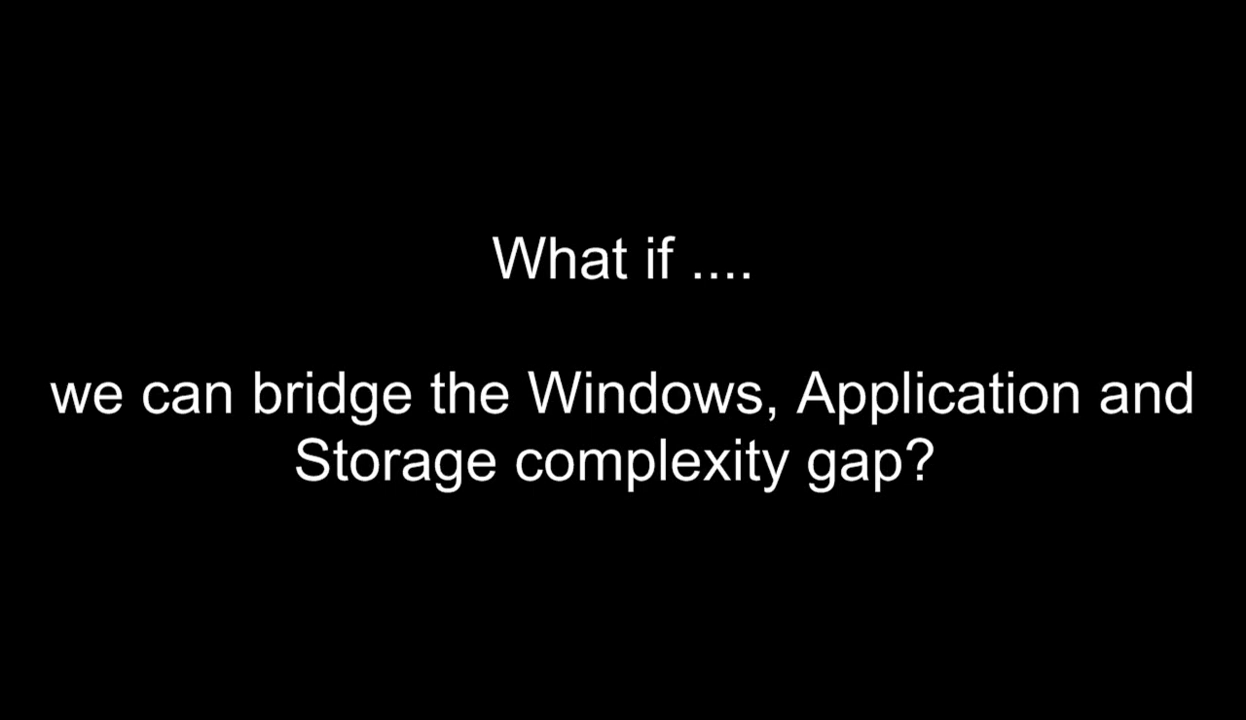 What if ....
we can bridge the Windows, Application and
Storage complexity gap?